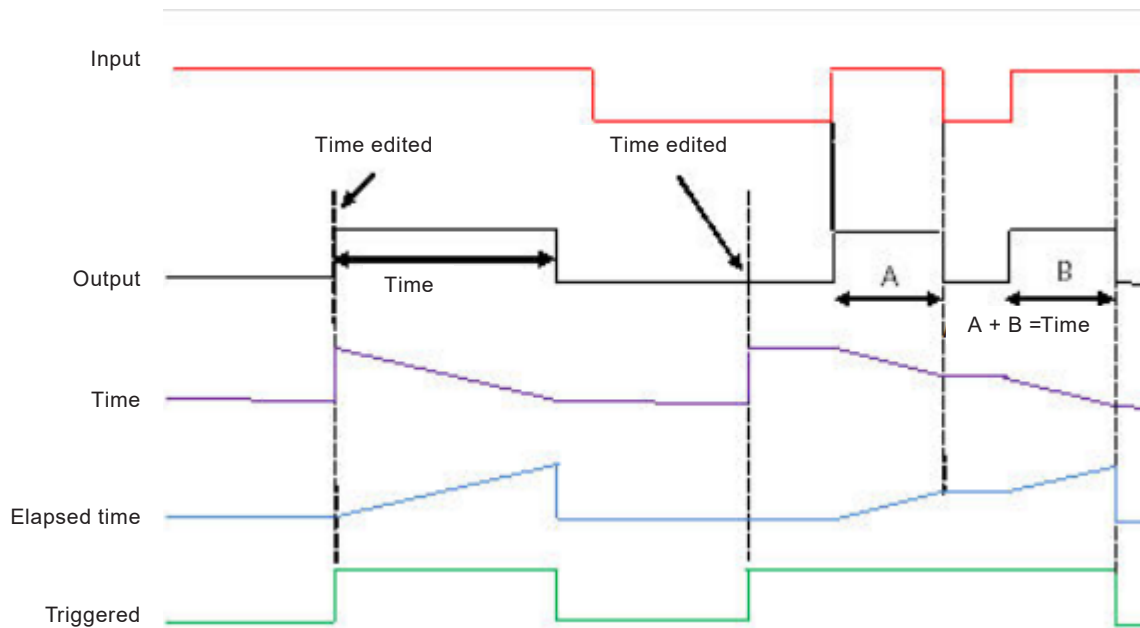 Input
Time edited
Time edited
Output
Time
A
B
A + B =Time
Time
Elapsed time
Triggered